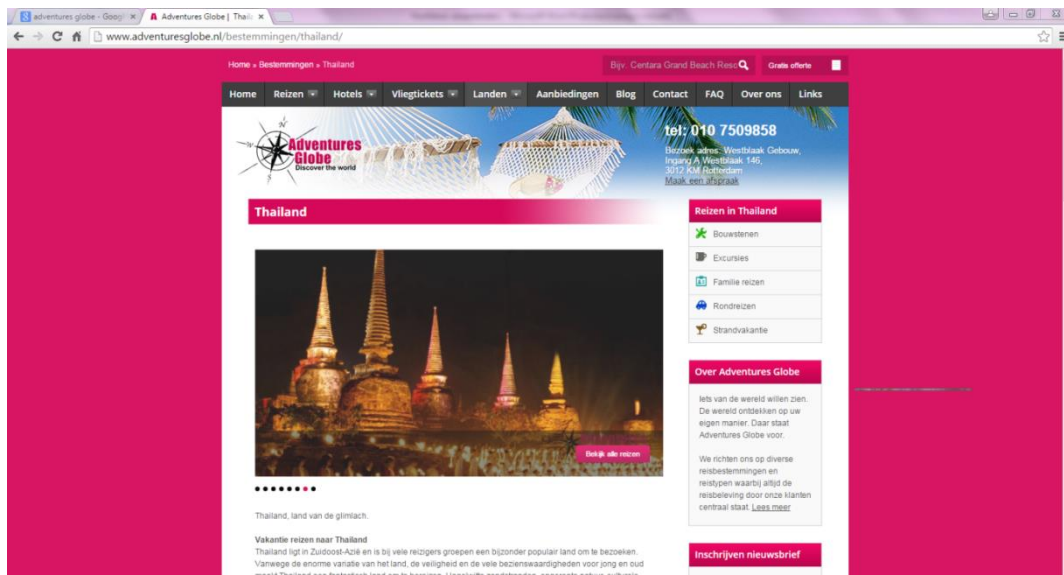 adventures globe - Goog
Adventures Globe | Thail
www.adventuresglobe.nl/bestemmingen/thailand/
Home » Bestemmingen » Thailand
Bijv. Centara Grand Beach Reso
Gratis offerte
Home Reizen Hotels Vliegtickets Landen Aanbiedingen Blog Contact FAQ Over ons Links
Adventures
Globe
Discover the world
tel: 010 7509858
Bezoek adres: Westblaak Gebouw,
Ingang A Westblaak 146,
3012 KM Rotterdam
Maak een afspraak
Thailand
Bekijk alle reizen
Thailand, land van de glimlach.
Vakantie reizen naar Thailand
Thailand ligt in Zuidoost-Azië en is bij vele reizigers groepen een bijzonder populair land om te bezoeken.
Vanwege de enorme variatie van het land, de veiligheid en de vele bezienswaardigheden voor jong en oud
Reizen in Thailand
Bouwstenen
Excursies
Familie reizen
Rondreizen
Strandvakantie
Over Adventures Globe
Iets van de wereld willen zien.
De wereld ontdekken op uw
eigen manier. Daar staat
Adventures Globe voor.
We richten ons op diverse
reisbestemmingen en
reistypen waarbij altijd de
reisbeleving door onze klanten
centraal staat. Lees meer
Inschrijven nieuwsbrief